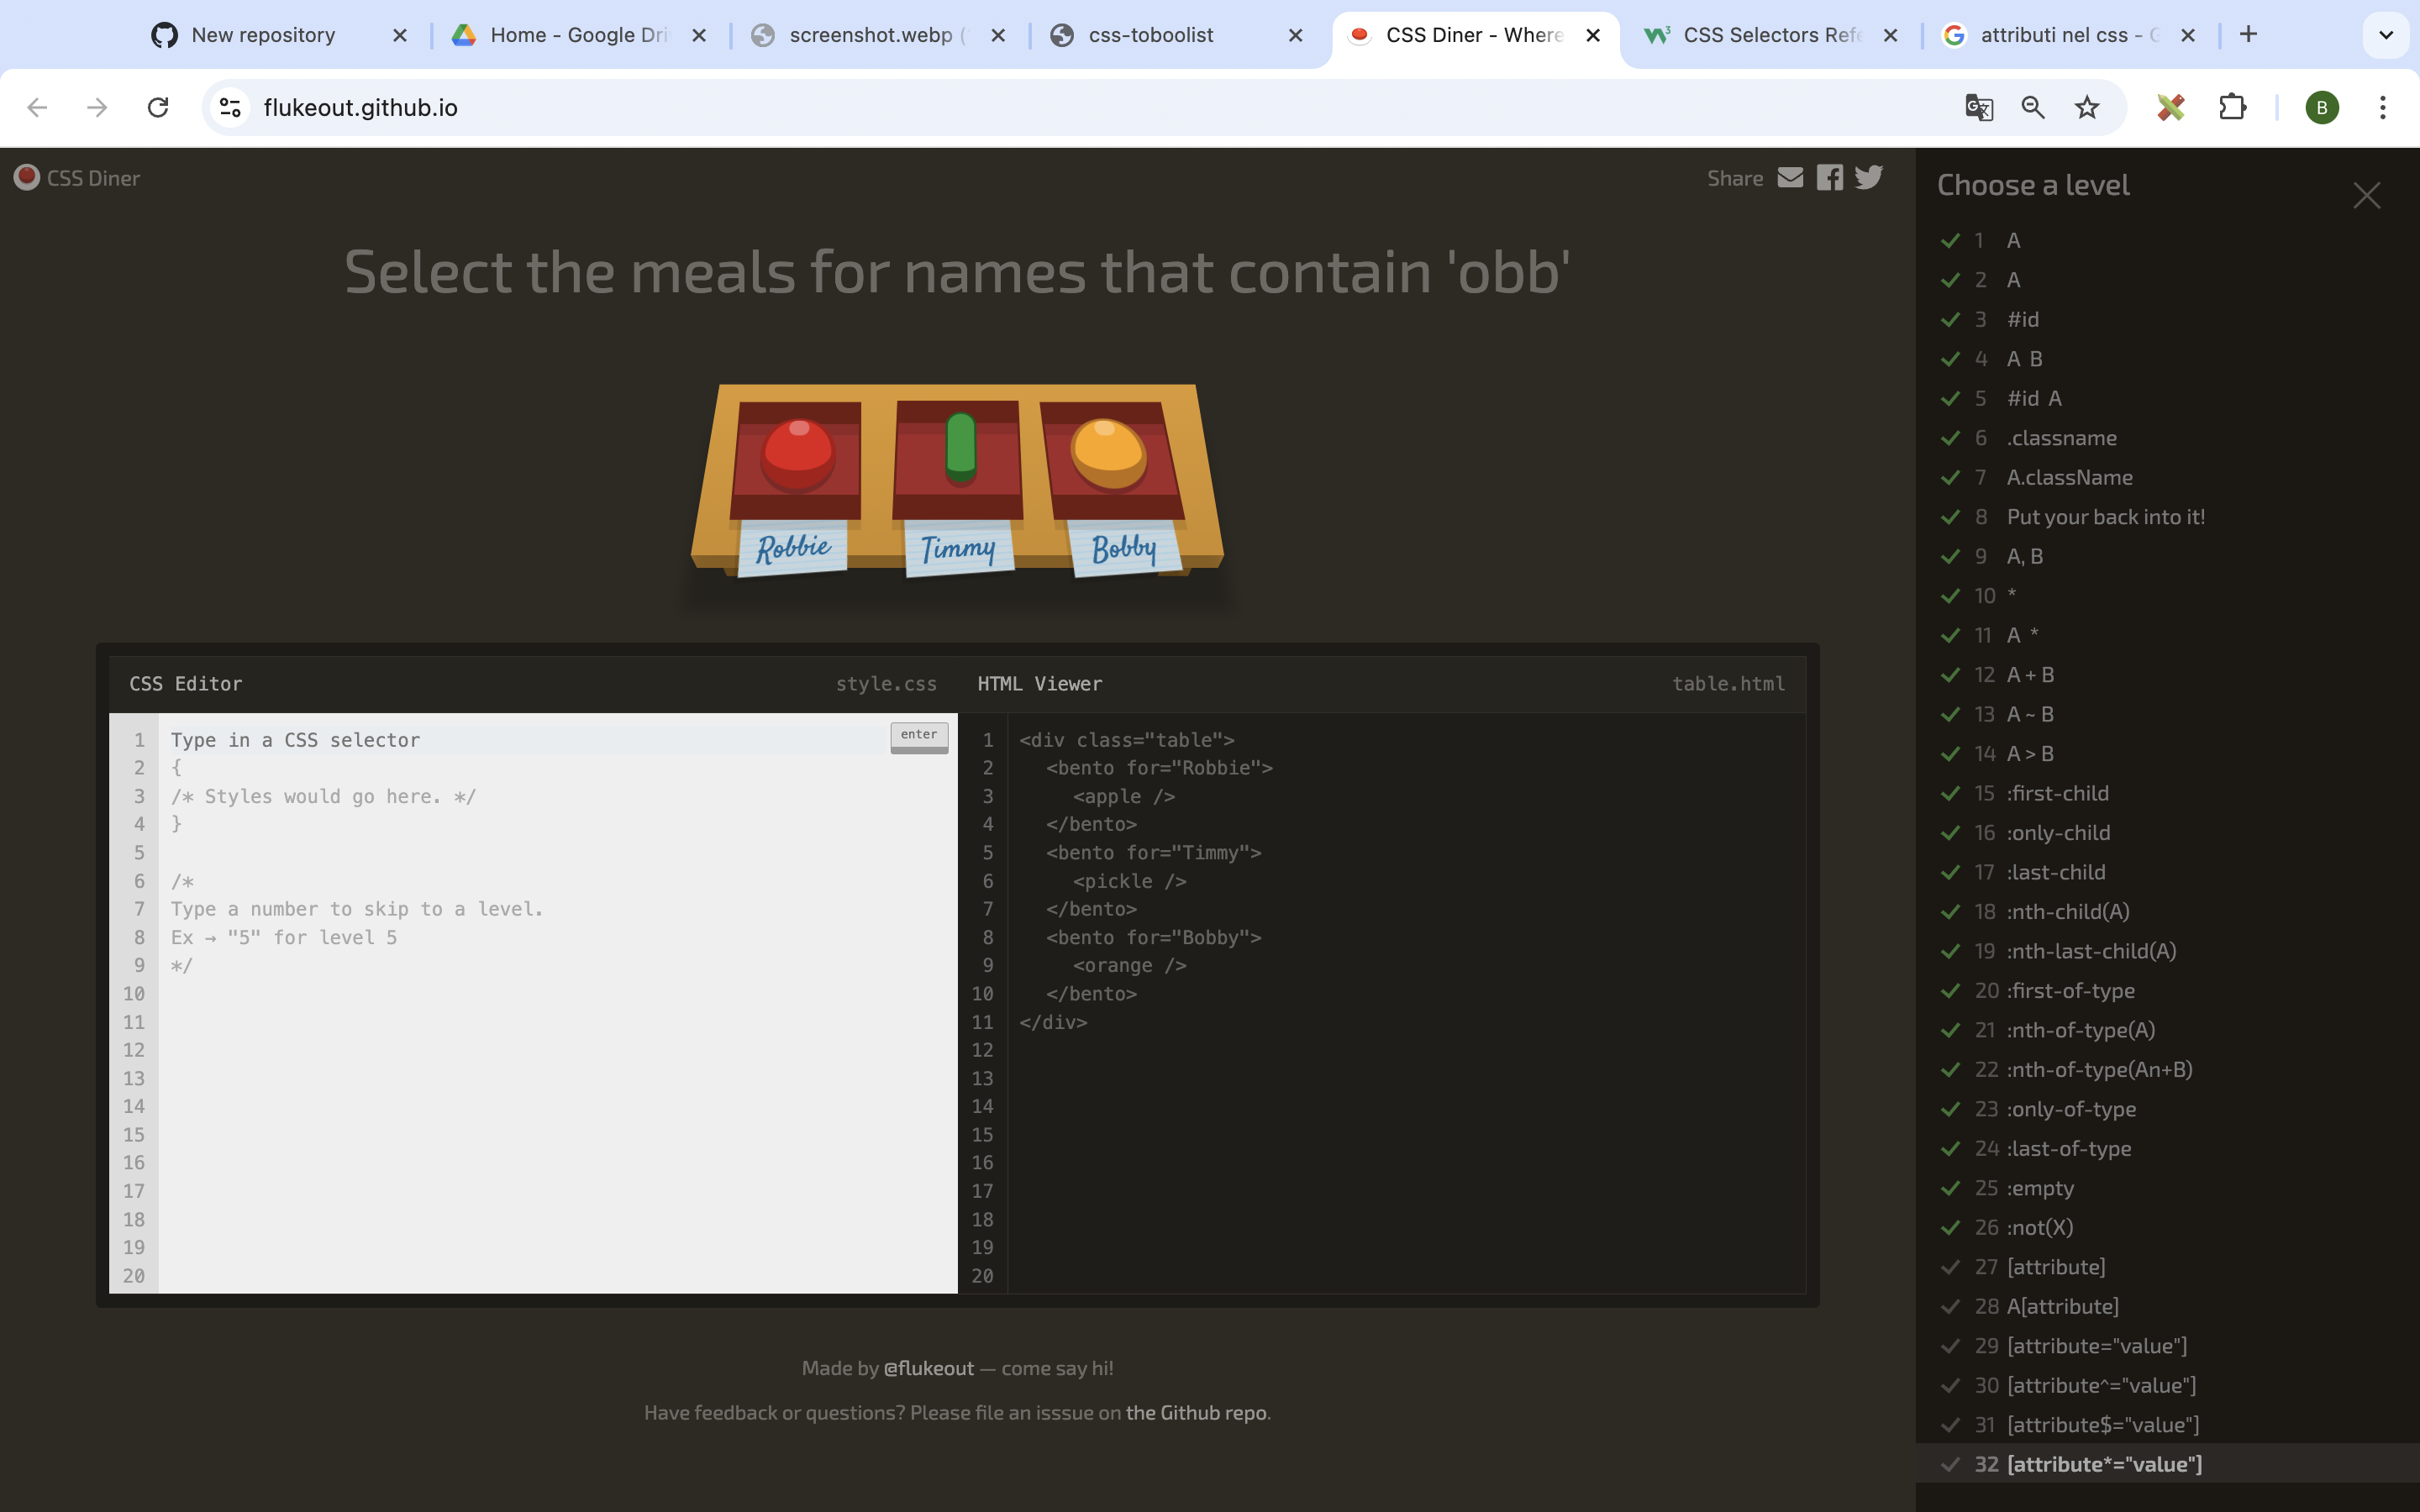 New repository
Home - Google Dri
screenshot.webp (
css-toboolist
CSS Diner - Where
CSS Selectors Refe
attributi nel css - G
flukeout.github.io
B
CSS Diner
Share
Select the meals for names that contain 'obb'
Robbie
Timmy
Bobby
CSS Editor
style.css
1 Type in a CSS selector
enter
2 {
3 /* Styles would go here. */
4 }
5
6 /*
7 Type a number to skip to a level.
8 Ex → "5" for level 5
9 */
10
11
12
13
14
15
16
17
18
19
20
HTML Viewer
table.html
1 <div class="table">
2 <bento for="Robbie">
3 <apple />
4 </bento>
5 <bento for="Timmy">
6 <pickle />
7 </bento>
8 <bento for="Bobby">
9 <orange />
10 </bento>
11 </div>
12
13
14
15
16
17
18
19
20
Made by @flukeout — come say hi!
Have feedback or questions? Please file an isssue on the Github repo.
Choose a level
1 A
2 A
3 #id
4 A B
5 #id A
6 .classname
7 A.className
8 Put your back into it!
9 A, B
10 *
11 A *
12 A + B
13 A ~ B
14 A > B
15 :first-child
16 :only-child
17 :last-child
18 :nth-child(A)
19 :nth-last-child(A)
20 :first-of-type
21 :nth-of-type(A)
22 :nth-of-type(An+B)
23 :only-of-type
24 :last-of-type
25 :empty
26 :not(X)
27 [attribute]
28 A[attribute]
29 [attribute="value"]
30 [attribute^="value"]
31 [attribute$="value"]
32 [attribute*="value"]